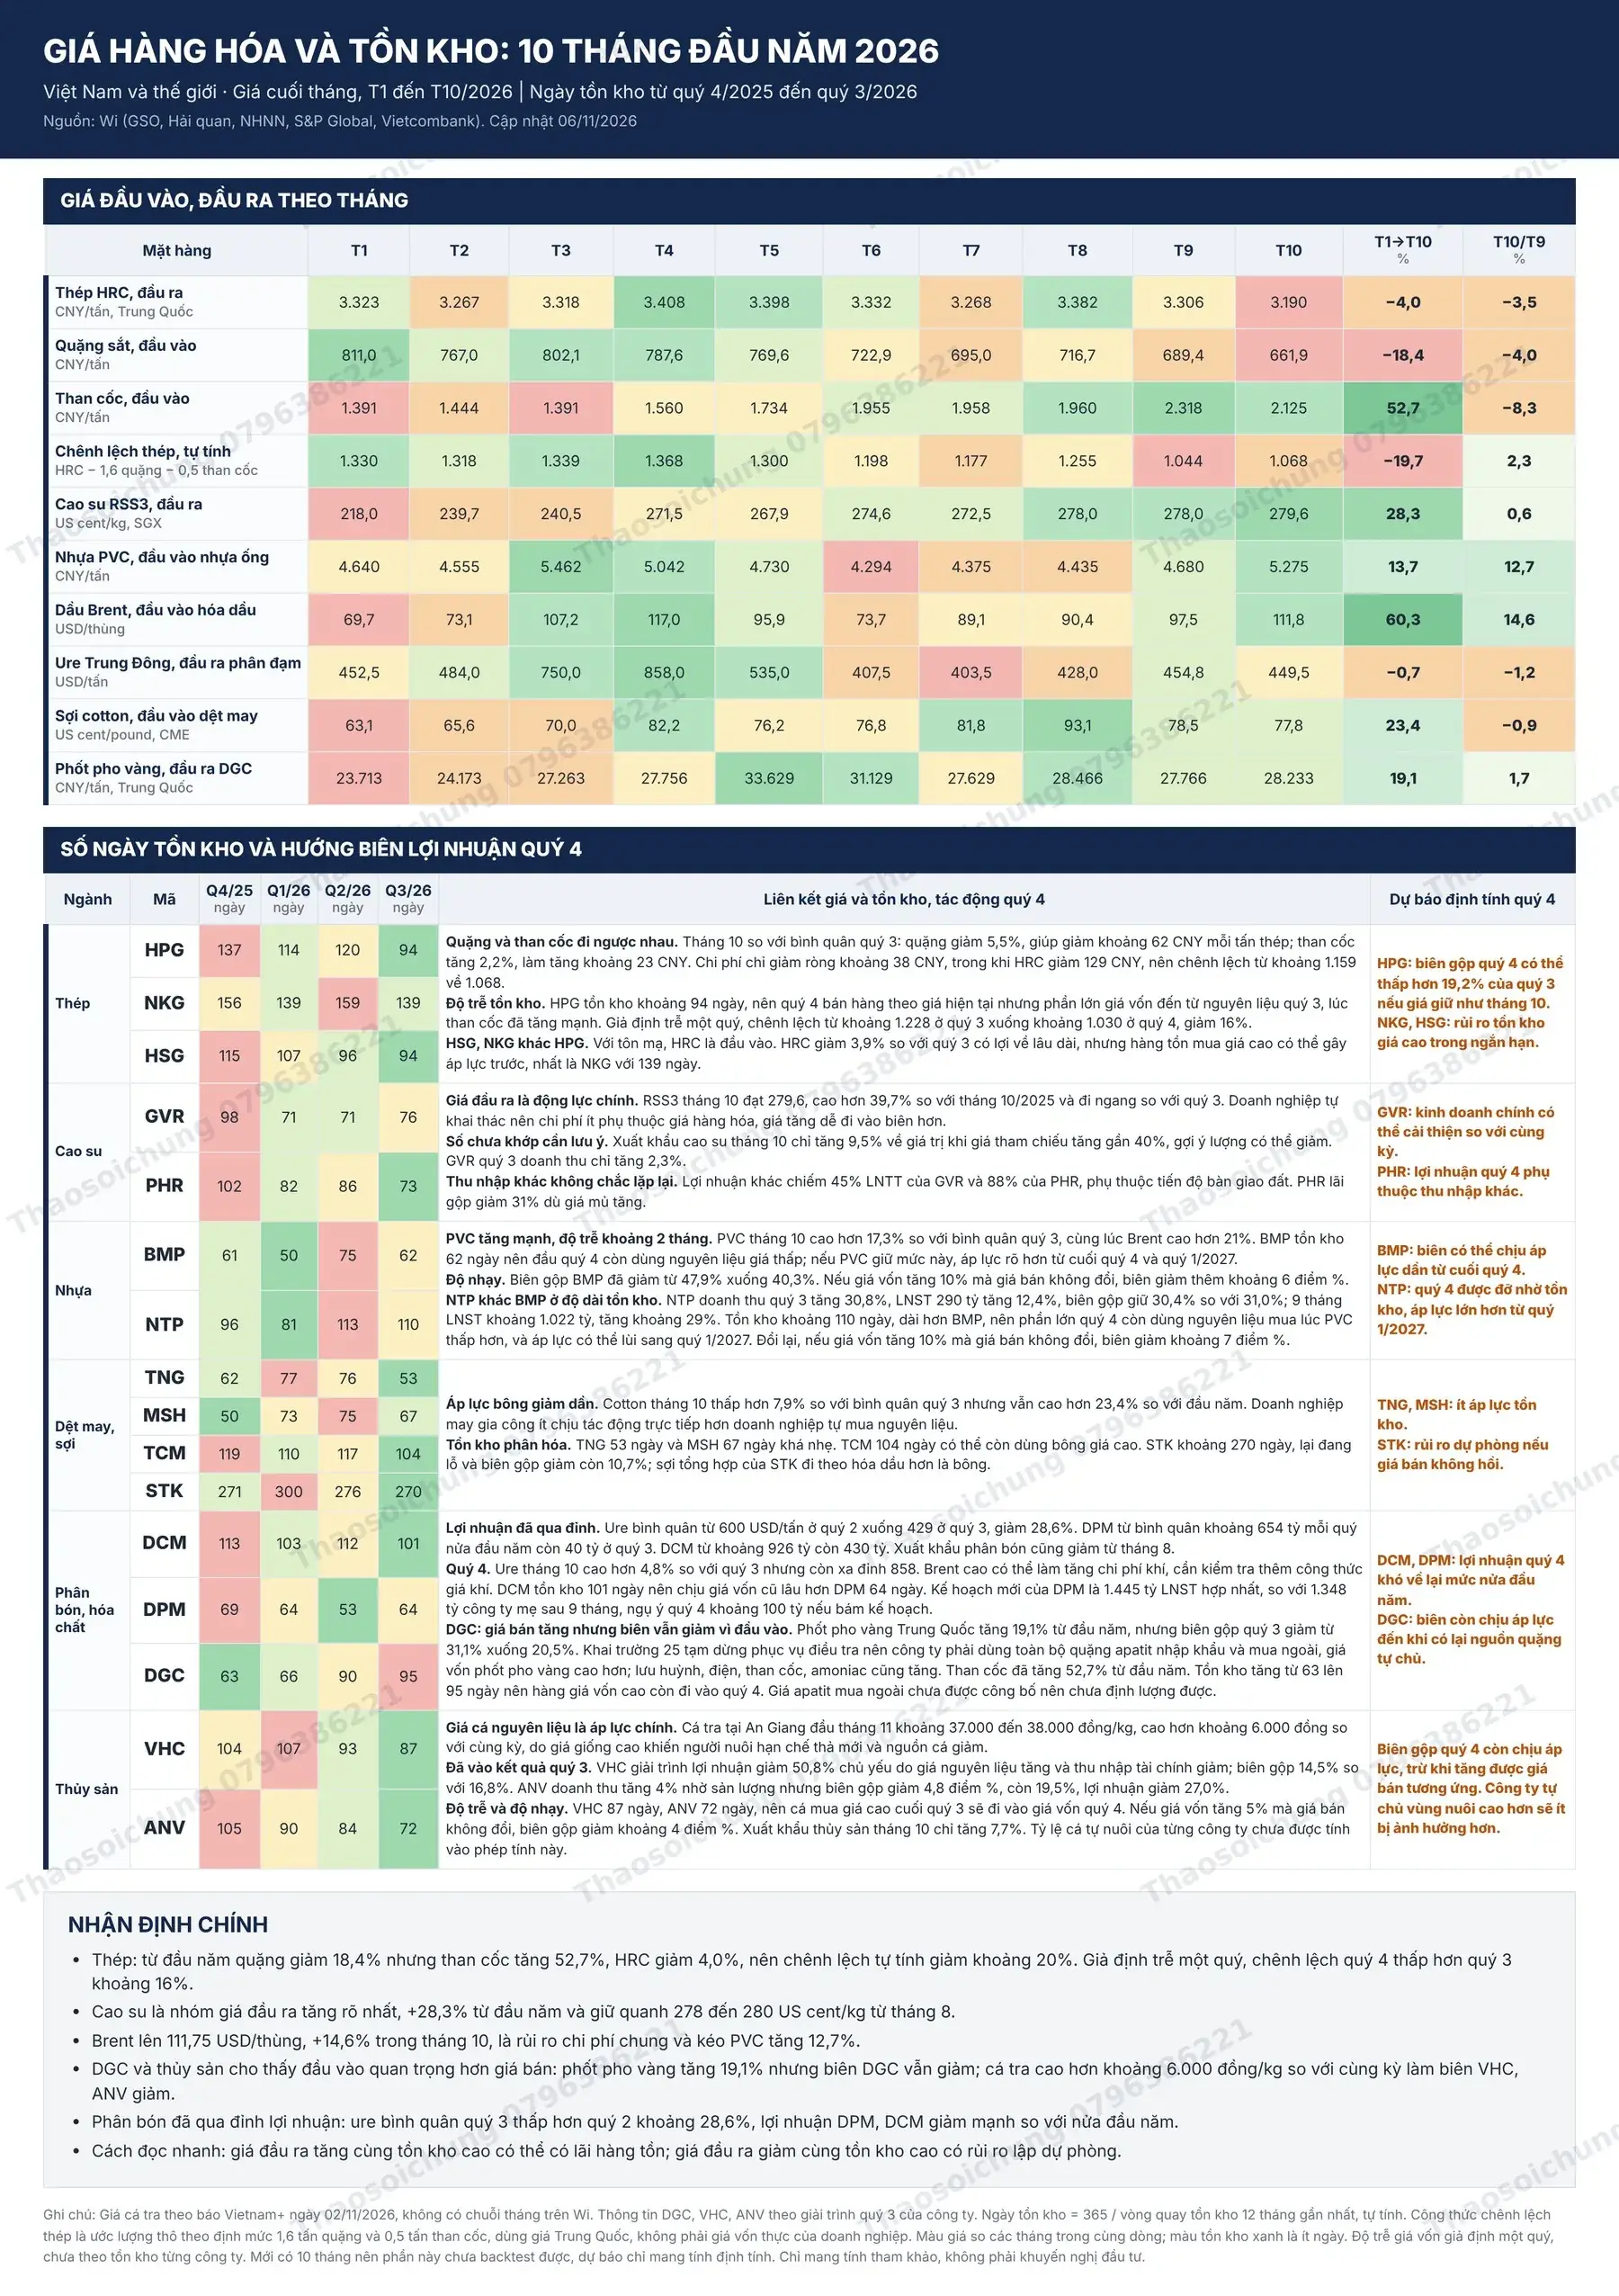 GIÁ HÀNG HÓA VÀ TỒN KHO: 10 THÁNG ĐẦU NĂM 2026
Việt Nam và thế giới · Giá cuối tháng, T1 đến T10/2026 | Ngày tồn kho từ quý 4/2025 đến quý 3/2026
Nguồn: Wi (GSO, Hải quan, NHNN, S&P Global, Vietcombank). Cập nhật 06/11/2026
GIÁ ĐẦU VÀO, ĐẦU RA THEO THÁNG
Mặt hàng T1 T2 T3 T4 T5 T6 T7 T8 T9 T10 T1→T10 % T10/T9 %
Thép HRC, đầu ra 3.323 3.267 3.318 3.408 3.398 3.332 3.268 3.382 3.306 3.190 −4,0 −3,5
CNY/tấn, Trung Quốc
Quặng sắt, đầu vào 811,0 767,0 802,1 787,6 769,6 722,9 695,0 716,7 689,4 661,9 −18,4 −4,0
CNY/tấn
Than cốc, đầu vào 1.391 1.444 1.391 1.560 1.734 1.955 1.958 1.960 2.318 2.125 52,7 −8,3
CNY/tấn
Chênh lệch thép, tự tính 1.330 1.318 1.339 1.368 1.300 1.198 1.177 1.255 1.044 1.068 −19,7 2,3
HRC − 1,6 quặng − 0,5 than cốc
Cao su RSS3, đầu ra 218,0 239,7 240,5 271,5 267,9 274,6 272,5 278,0 278,0 279,6 28,3 0,6
US cent/kg, SGX
Nhựa PVC, đầu vào nhựa ống 4.640 4.555 5.462 5.042 4.730 4.294 4.375 4.435 4.680 5.275 13,7 12,7
CNY/tấn
Dầu Brent, đầu vào hóa dầu 69,7 73,1 107,2 117,0 95,9 73,7 89,1 90,4 97,5 111,8 60,3 14,6
USD/thùng
Ure Trung Đông, đầu ra phân đạm 452,5 484,0 750,0 858,0 535,0 407,5 403,5 428,0 454,8 449,5 −0,7 −1,2
USD/tấn
Sợi cotton, đầu vào dệt may 63,1 65,6 70,0 82,2 76,2 76,8 81,8 93,1 78,5 77,8 23,4 −0,9
US cent/pound, CME
Phốt pho vàng, đầu ra DGC 23.713 24.173 27.263 27.756 33.629 31.129 27.629 28.466 27.766 28.233 19,1 1,7
CNY/tấn, Trung Quốc
SỐ NGÀY TỒN KHO VÀ HƯỚNG BIÊN LỢI NHUẬN QUÝ 4
Ngành Mã Q4/25 ngày Q1/26 ngày Q2/26 ngày Q3/26 ngày Liên kết giá và tồn kho, tác động quý 4 Dự báo định tính quý 4
Thép
HPG 137 114 120 94
NKG 156 139 159 139
HSG 115 107 96 94
Quặng và than cốc đi ngược nhau. Tháng 10 so với bình quân quý 3: quặng giảm 5,5%, giúp giảm khoảng 62 CNY mỗi tấn thép; than cốc
tăng 2,2%, làm tăng khoảng 23 CNY. Chi phí chỉ giảm ròng khoảng 38 CNY, trong khi HRC giảm 129 CNY, nên chênh lệch từ khoảng 1.159
về 1.068.
Độ trễ tồn kho. HPG tồn kho khoảng 94 ngày, nên quý 4 bán hàng theo giá hiện tại nhưng phần lớn giá vốn đến từ nguyên liệu quý 3, lúc
than cốc đã tăng mạnh. Giả định trễ một quý, chênh lệch từ khoảng 1.228 ở quý 3 xuống khoảng 1.030 ở quý 4, giảm 16%.
HSG, NKG khác HPG. Với tôn mạ, HRC là đầu vào. HRC giảm 3,9% so với quý 3 có lợi về lâu dài, nhưng hàng tồn mua giá cao có thể gây
áp lực trước, nhất là NKG với 139 ngày.
HPG: biên gộp quý 4 có thể
thấp hơn 19,2% của quý 3
nếu giá giữ như tháng 10.
NKG, HSG: rủi ro tồn kho
giá cao trong ngắn hạn.
Cao su
GVR 98 71 71 76
PHR 102 82 86 73
Giá đầu ra là động lực chính. RSS3 tháng 10 đạt 279,6, cao hơn 39,7% so với tháng 10/2025 và đi ngang so với quý 3. Doanh nghiệp tự
khai thác nên chi phí ít phụ thuộc giá hàng hóa, giá tăng dễ đi vào biên hơn.
Số chưa khớp cần lưu ý. Xuất khẩu cao su tháng 10 chỉ tăng 9,5% về giá trị khi giá tham chiếu tăng gần 40%, gợi ý lượng có thể giảm.
GVR quý 3 doanh thu chỉ tăng 2,3%.
Thu nhập khác không chắc lặp lại. Lợi nhuận khác chiếm 45% LNTT của GVR và 88% của PHR, phụ thuộc tiến độ bàn giao đất. PHR lãi
gộp giảm 31% dù giá mủ tăng.
GVR: kinh doanh chính có
thể cải thiện so với cùng
kỳ.
PHR: lợi nhuận quý 4 phụ
thuộc thu nhập khác.
Nhựa
BMP 61 50 75 62
NTP 96 81 113 110
PVC tăng mạnh, độ trễ khoảng 2 tháng. PVC tháng 10 cao hơn 17,3% so với bình quân quý 3, cùng lúc Brent cao hơn 21%. BMP tồn kho
62 ngày nên đầu quý 4 còn dùng nguyên liệu giá thấp; nếu PVC giữ mức này, áp lực rõ hơn từ cuối quý 4 và quý 1/2027.
Độ nhạy. Biên gộp BMP đã giảm từ 47,9% xuống 40,3%. Nếu giá vốn tăng 10% mà giá bán không đổi, biên giảm thêm khoảng 6 điểm %.
NTP khác BMP ở độ dài tồn kho. NTP doanh thu quý 3 tăng 30,8%, LNST 290 tỷ tăng 12,4%, biên gộp giữ 30,4% so với 31,0%; 9 tháng
LNST khoảng 1.022 tỷ, tăng khoảng 29%. Tồn kho khoảng 110 ngày, dài hơn BMP, nên phần lớn quý 4 còn dùng nguyên liệu mua lúc PVC
thấp hơn, và áp lực có thể lùi sang quý 1/2027. Đổi lại, nếu giá vốn tăng 10% mà giá bán không đổi, biên giảm khoảng 7 điểm %.
BMP: biên có thể chịu áp
lực dần từ cuối quý 4.
NTP: quý 4 được đỡ nhờ tồn
kho, áp lực lớn hơn từ quý
1/2027.
Dệt may,
sợi
TNG 62 77 76 53
MSH 50 73 75 67
TCM 119 110 117 104
STK 271 300 276 270
Áp lực bông giảm dần. Cotton tháng 10 thấp hơn 7,9% so với bình quân quý 3 nhưng vẫn cao hơn 23,4% so với đầu năm. Doanh nghiệp
may gia công ít chịu tác động trực tiếp hơn doanh nghiệp tự mua nguyên liệu.
Tồn kho phân hóa. TNG 53 ngày và MSH 67 ngày khá nhẹ. TCM 104 ngày có thể còn dùng bông giá cao. STK khoảng 270 ngày, lại đang
lỗ và biên gộp giảm còn 10,7%; sợi tổng hợp của STK đi theo hóa dầu hơn là bông.
TNG, MSH: ít áp lực tồn
kho.
STK: rủi ro dự phòng nếu
giá bán không hồi.
Phân
bón, hóa
chất
DCM 113 103 112 101
DPM 69 64 53 64
DGC 63 66 90 95
Lợi nhuận đã qua đỉnh. Ure bình quân từ 600 USD/tấn ở quý 2 xuống 429 ở quý 3, giảm 28,6%. DPM từ bình quân khoảng 654 tỷ mỗi quý
nửa đầu năm còn 40 tỷ ở quý 3. DCM từ khoảng 926 tỷ còn 430 tỷ. Xuất khẩu phân bón cũng giảm từ tháng 8.
Quý 4. Ure tháng 10 cao hơn 4,8% so với quý 3 nhưng còn xa đỉnh 858. Brent cao có thể làm tăng chi phí khí, cần kiểm tra thêm công thức
giá khí. DCM tồn kho 101 ngày nên chịu giá vốn cũ lâu hơn DPM 64 ngày. Kế hoạch mới của DPM là 1.445 tỷ LNST hợp nhất, so với 1.348
tỷ công ty mẹ sau 9 tháng, ngụ ý quý 4 khoảng 100 tỷ nếu bám kế hoạch.
DGC: giá bán tăng nhưng biên vẫn giảm vì đầu vào. Phốt pho vàng Trung Quốc tăng 19,1% từ đầu năm, nhưng biên gộp quý 3 giảm từ
31,1% xuống 20,5%. Khai trường 25 tạm dừng phục vụ điều tra nên công ty phải dùng toàn bộ quặng apatit nhập khẩu và mua ngoài, giá
vốn phốt pho vàng cao hơn; lưu huỳnh, điện, than cốc, amoniac cũng tăng. Than cốc đã tăng 52,7% từ đầu năm. Tồn kho tăng từ 63 lên
95 ngày nên hàng giá vốn cao còn đi vào quý 4. Giá apatit mua ngoài chưa được công bố nên chưa định lượng được.
DCM, DPM: lợi nhuận quý 4
khó về lại mức nửa đầu
năm.
DGC: biên còn chịu áp lực
đến khi có lại nguồn quặng
tự chủ.
Thủy sản
VHC 104 107 93 87
ANV 105 90 84 72
Giá cá nguyên liệu là áp lực chính. Cá tra tại An Giang đầu tháng 11 khoảng 37.000 đến 38.000 đồng/kg, cao hơn khoảng 6.000 đồng so
với cùng kỳ, do giá giống cao khiến người nuôi hạn chế thả mới và nguồn cá giảm.
Đã vào kết quả quý 3. VHC giải trình lợi nhuận giảm 50,8% chủ yếu do giá nguyên liệu tăng và thu nhập tài chính giảm; biên gộp 14,5% so
với 16,8%. ANV doanh thu tăng 4% nhờ sản lượng nhưng biên gộp giảm 4,8 điểm %, còn 19,5%, lợi nhuận giảm 27,0%.
Độ trễ và độ nhạy. VHC 87 ngày, ANV 72 ngày, nên cá mua giá cao cuối quý 3 sẽ đi vào giá vốn quý 4. Nếu giá vốn tăng 5% mà giá bán
không đổi, biên gộp giảm khoảng 4 điểm %. Xuất khẩu thủy sản tháng 10 chỉ tăng 7,7%. Tỷ lệ cá tự nuôi của từng công ty chưa được tính
vào phép tính này.
Biên gộp quý 4 còn chịu áp
lực, trừ khi tăng được giá
bán tương ứng. Công ty tự
chủ vùng nuôi cao hơn sẽ ít
bị ảnh hưởng hơn.
NHẬN ĐỊNH CHÍNH
• Thép: từ đầu năm quặng giảm 18,4% nhưng than cốc tăng 52,7%, HRC giảm 4,0%, nên chênh lệch tự tính giảm khoảng 20%. Giả định trễ một quý, chênh lệch quý 4 thấp hơn quý 3
khoảng 16%.
• Cao su là nhóm giá đầu ra tăng rõ nhất, +28,3% từ đầu năm và giữ quanh 278 đến 280 US cent/kg từ tháng 8.
• Brent lên 111,75 USD/thùng, +14,6% trong tháng 10, là rủi ro chi phí chung và kéo PVC tăng 12,7%.
• DGC và thủy sản cho thấy đầu vào quan trọng hơn giá bán: phốt pho vàng tăng 19,1% nhưng biên DGC vẫn giảm; cá tra cao hơn khoảng 6.000 đồng/kg so với cùng kỳ làm biên VHC,
ANV giảm.
• Phân bón đã qua đỉnh lợi nhuận: ure bình quân quý 3 thấp hơn quý 2 khoảng 28,6%, lợi nhuận DPM, DCM giảm mạnh so với nửa đầu năm.
• Cách đọc nhanh: giá đầu ra tăng cùng tồn kho cao có thể có lãi hàng tồn; giá đầu ra giảm cùng tồn kho cao có rủi ro lập dự phòng.
Ghi chú: Giá cá tra theo báo Vietnam+ ngày 02/11/2026, không có chuỗi tháng trên Wi. Thông tin DGC, VHC, ANV theo giải trình quý 3 của công ty. Ngày tồn kho = 365 / vòng quay tồn kho 12 tháng gần nhất, tự tính. Công thức chênh lệch
thép là ước lượng thô theo định mức 1,6 tấn quặng và 0,5 tấn than cốc, dùng giá Trung Quốc, không phải giá vốn thực của doanh nghiệp. Màu giá so các tháng trong cùng dòng; màu tồn kho xanh là ít ngày. Độ trễ giá vốn giả định một quý,
chưa theo tồn kho từng công ty. Mới có 10 tháng nên phần này chưa backtest được, dự báo chỉ mang tính định tính. Chỉ mang tính tham khảo, không phải khuyến nghị đầu tư.
Thaosoichung 0796386221